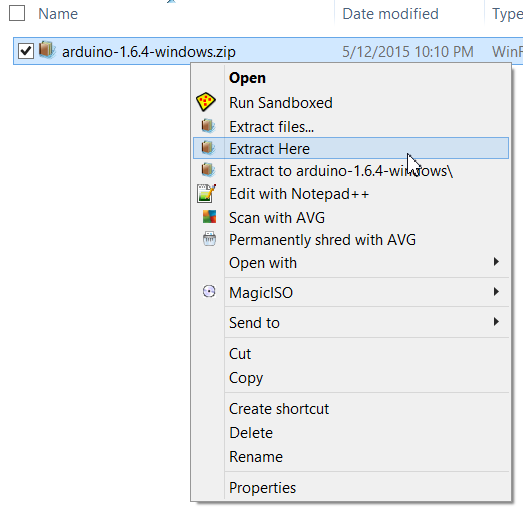 Name Date modified Type
arduino-1.6.4-windows.zip 5/12/2015 10:10 PM WinR
Open
Run Sandboxed
Extract files...
Extract Here
Extract to arduino-1.6.4-windows\
Edit with Notepad++
Scan with AVG
Permanently shred with AVG
Open with
MagicISO
Send to
Cut
Copy
Create shortcut
Delete
Rename
Properties